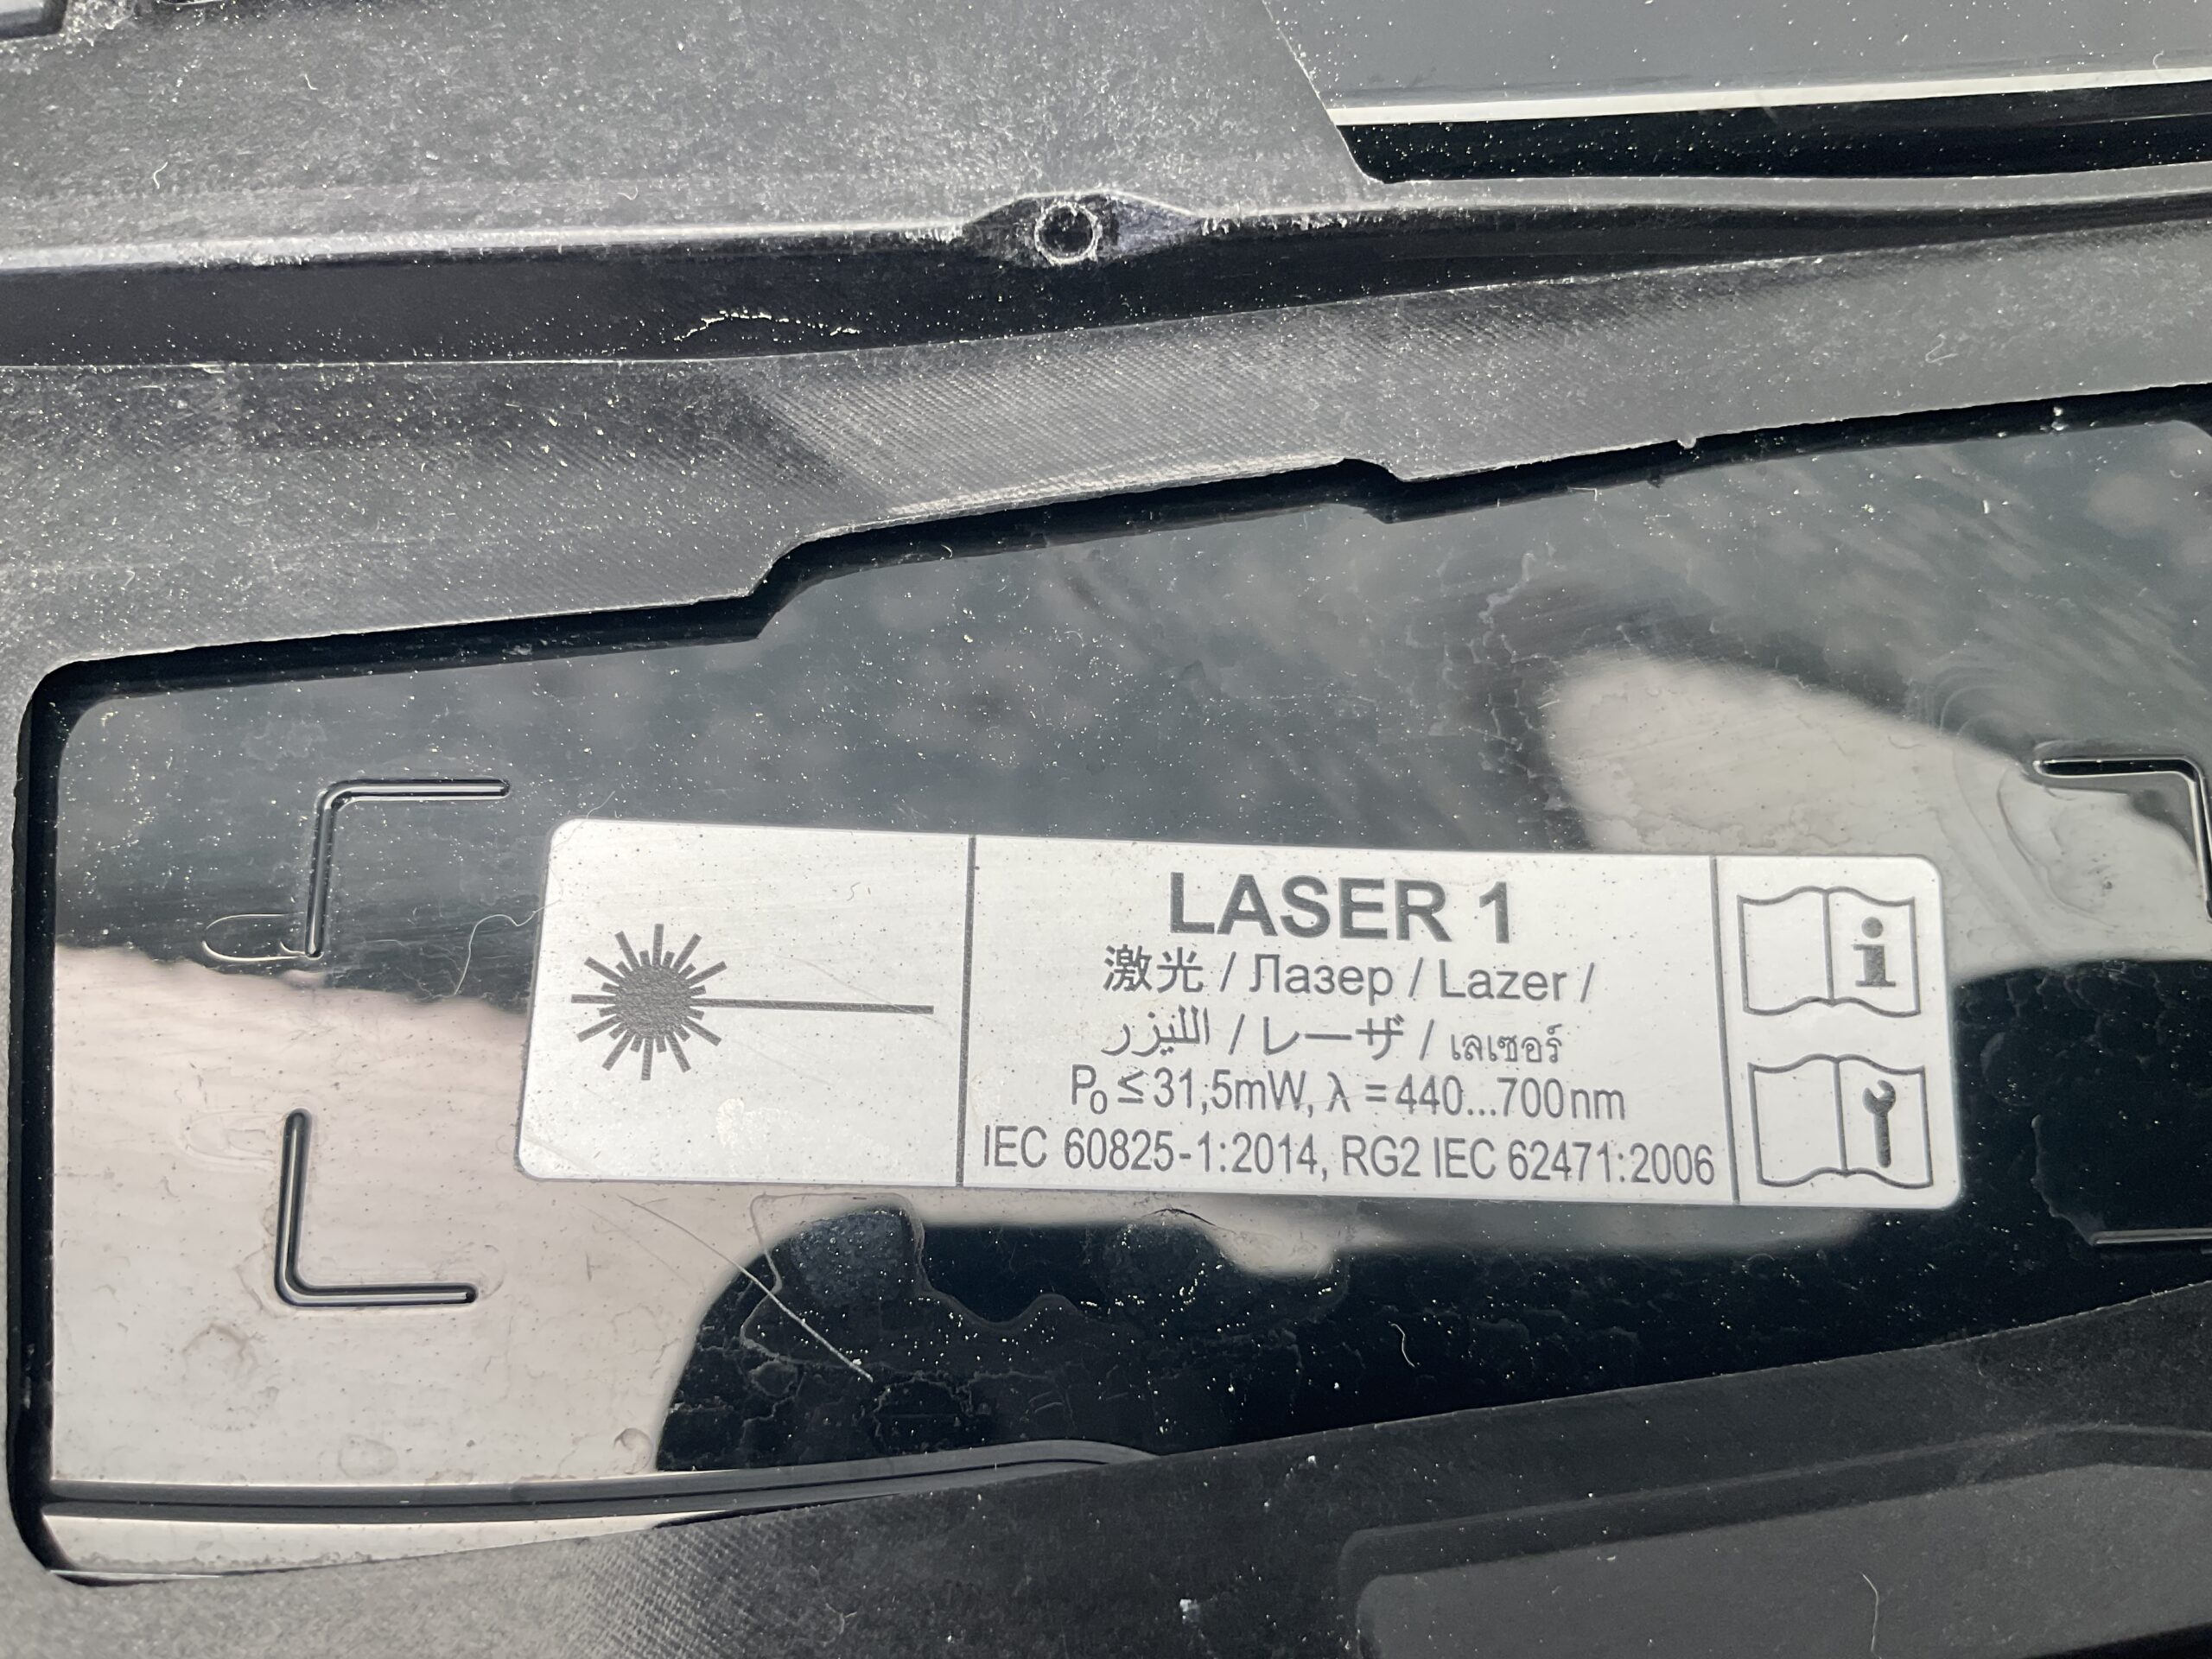 LASER 1
激光 / Лазер / Lazer /
الليزر / レーザ / เลเซอร์
P₀ ≤ 31,5mW, λ = 440...700nm
IEC 60825-1:2014, RG2 IEC 62471:2006